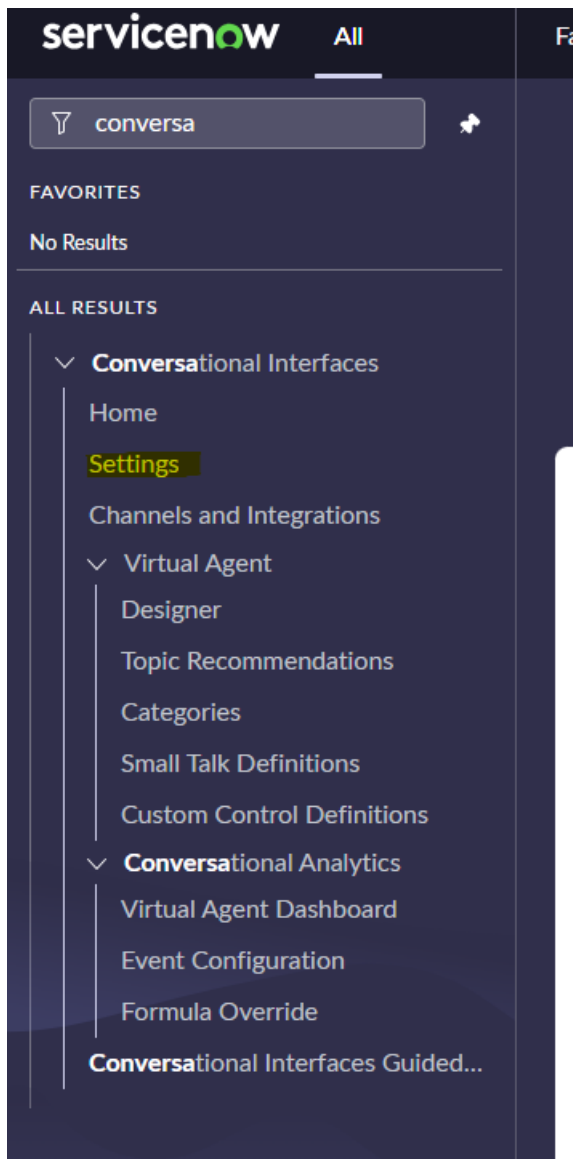 servicenow All Fa
conversa
FAVORITES
No Results
ALL RESULTS
Conversational Interfaces
Home
Settings
Channels and Integrations
Virtual Agent
Designer
Topic Recommendations
Categories
Small Talk Definitions
Custom Control Definitions
Conversational Analytics
Virtual Agent Dashboard
Event Configuration
Formula Override
Conversational Interfaces Guided...